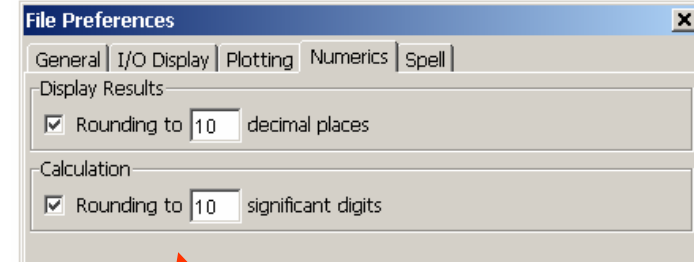 File Preferences
General I/O Display Plotting Numerics Spell
Display Results
Rounding to 10 decimal places
Calculation
Rounding to 10 significant digits